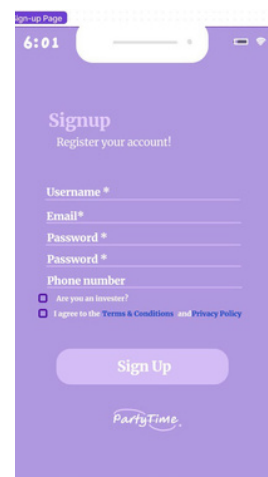 Sign-up Page
6:01
Signup
Register your account!
Username *
Email*
Password *
Password *
Phone number
Are you an invester?
I agree to the Terms & Conditions and Privacy Policy
Sign Up
PartyTime